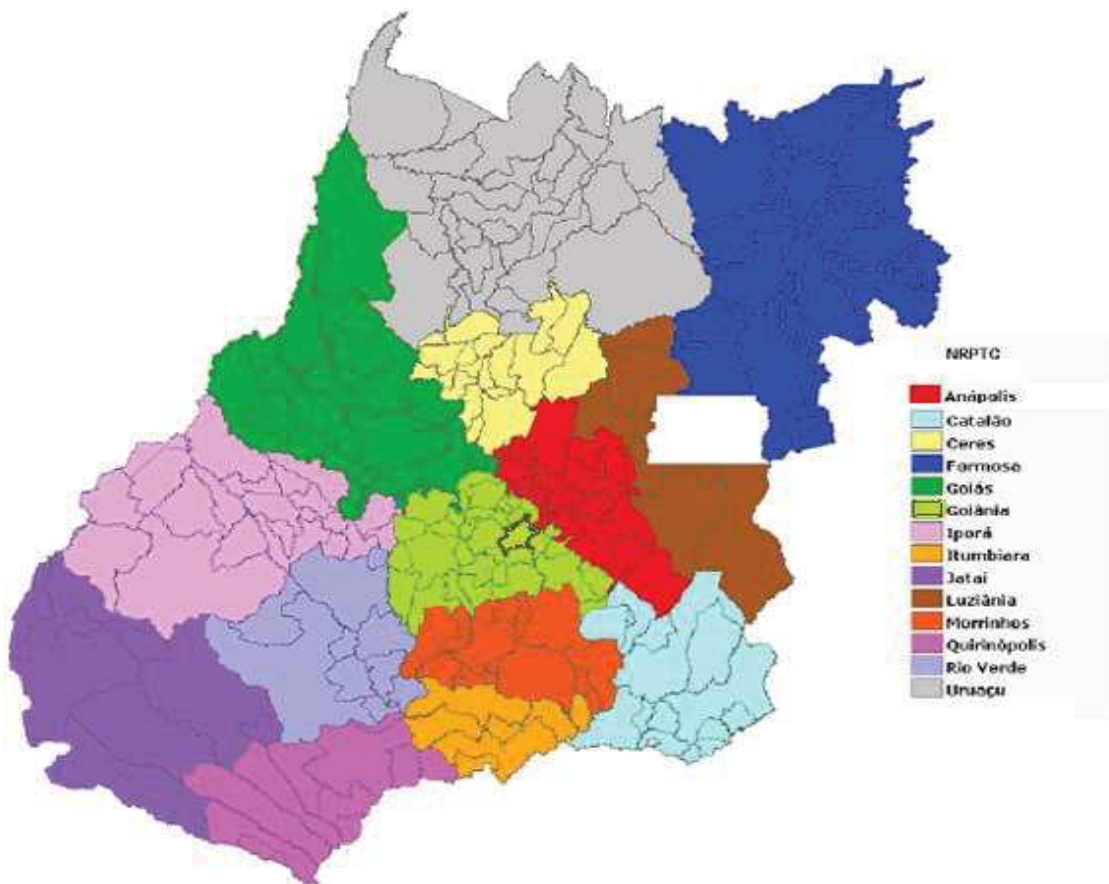 NRPTC
Anápolis
Catalão
Ceres
Formosa
Goiás
Goiânia
Iporá
Itumbiara
Jataí
Luziânia
Morrinhos
Quirinópolis
Rio Verde
Uruaçu